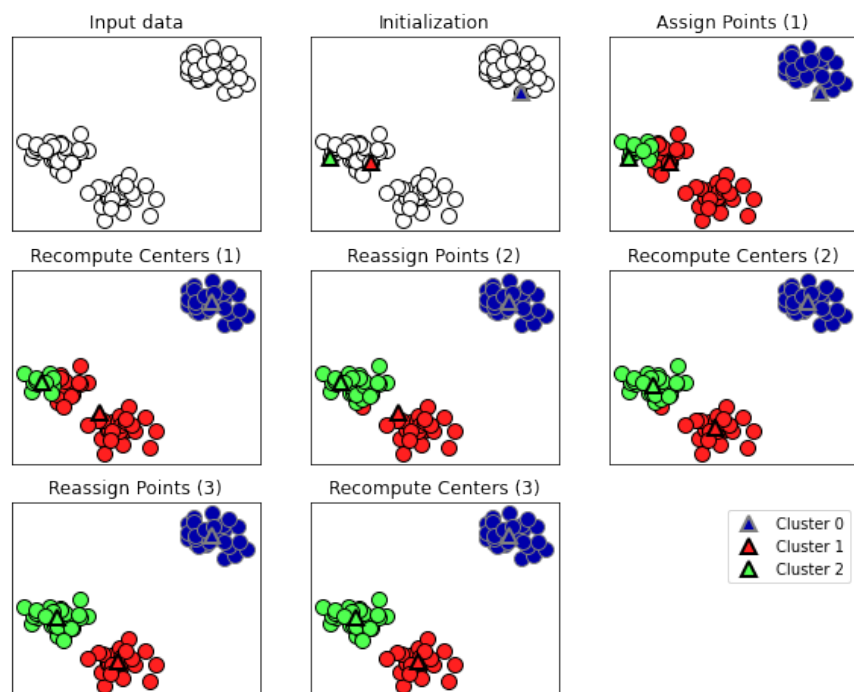 Input data
Initialization
Assign Points (1)
Recompute Centers (1)
Reassign Points (2)
Recompute Centers (2)
Reassign Points (3)
Recompute Centers (3)
Cluster 0
Cluster 1
Cluster 2